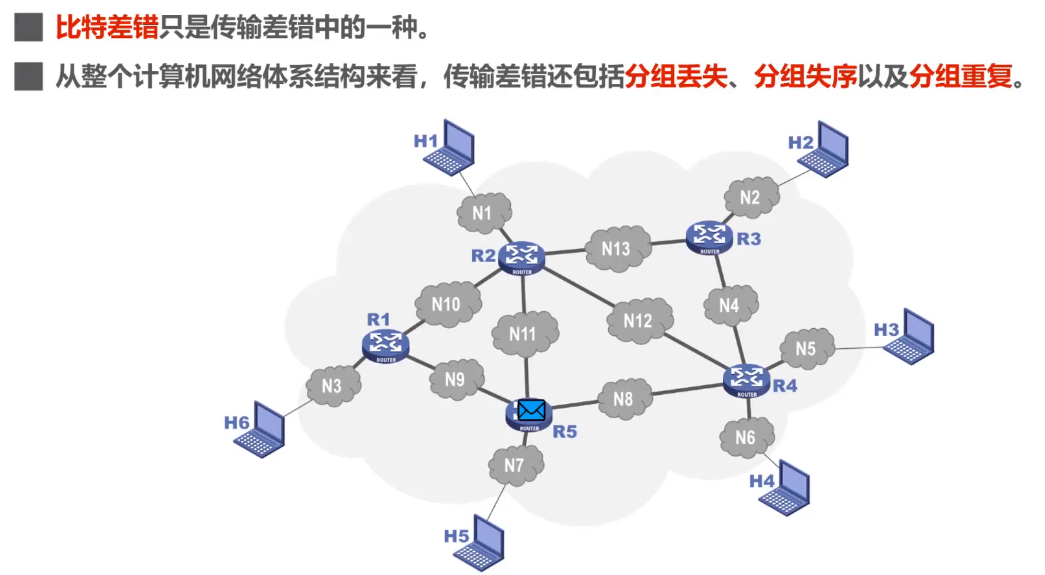 比特差错只是传输差错中的一种。
从整个计算机网络体系结构来看，传输差错还包括分组丢失、分组失序以及分组重复。
H1
H2
N1
N2
R2
ROUTER
N13
R3
ROUTER
N10
N11
N12
N4
R1
ROUTER
N5
H3
N3
N9
N8
R4
ROUTER
H6
R5
ROUTER
N6
N7
H4
H5